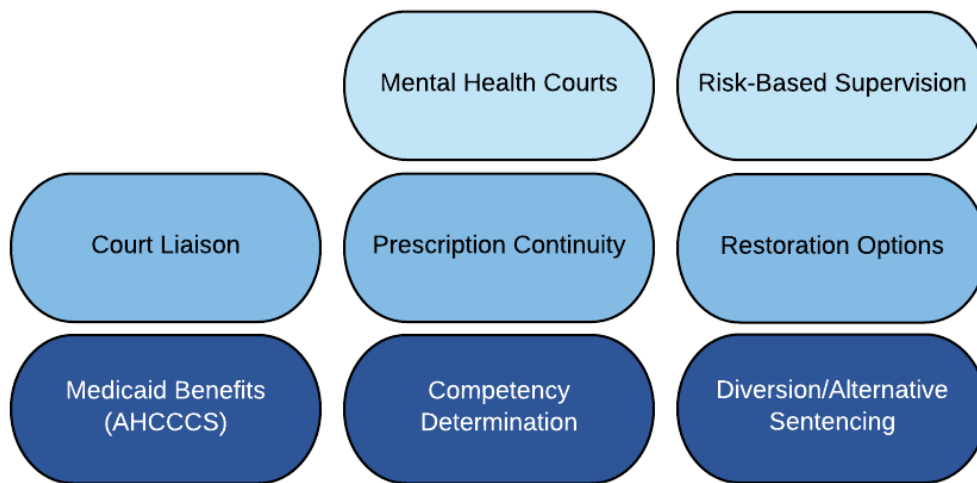 Mental Health Courts
Risk-Based Supervision
Court Liaison
Prescription Continuity
Restoration Options
Medicaid Benefits
(AHCCCS)
Competency
Determination
Diversion/Alternative
Sentencing